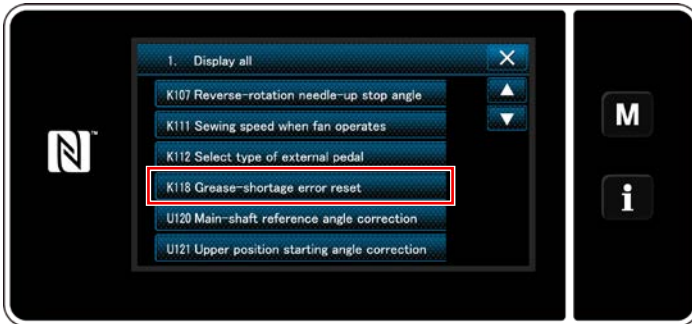 1. Display all
K107 Reverse-rotation needle-up stop angle
K111 Sewing speed when fan operates
K112 Select type of external pedal
K118 Grease-shortage error reset
U120 Main-shaft reference angle correction
U121 Upper position starting angle correction
N
M
i